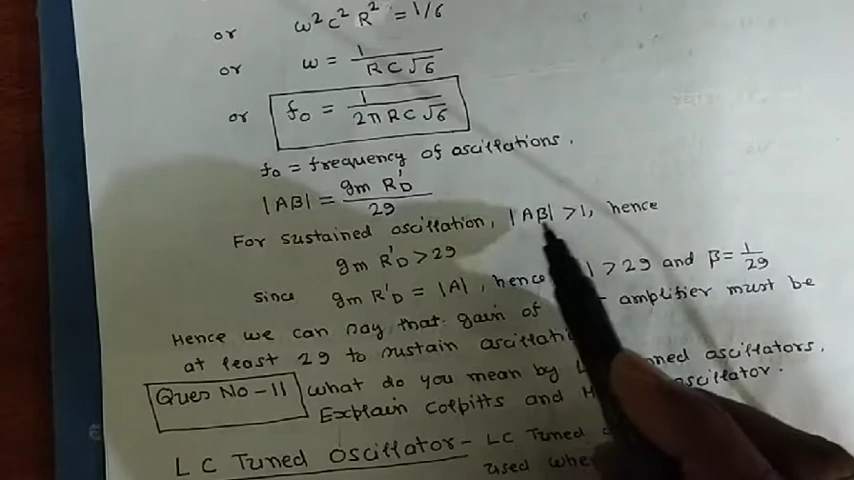 or ω²c²R² = 1/6
or ω = 1/RC√6
or f₀ = 1/2πRC√6
f₀ = frequency of oscillations.
|Aβ| = gm R'D/29
For sustained oscillation, |Aβ| >1, hence
gm R'D > 29
since gm R'D = |A|, hence | > 29 and β = 1/29
Hence we can say that gain of amplifier must be
at least 29 to sustain
Ques No - 11 what do you mean by oscillators.
Explain Colpitts and oscillator.
LC Tuned Oscillator - LC Tuned
used